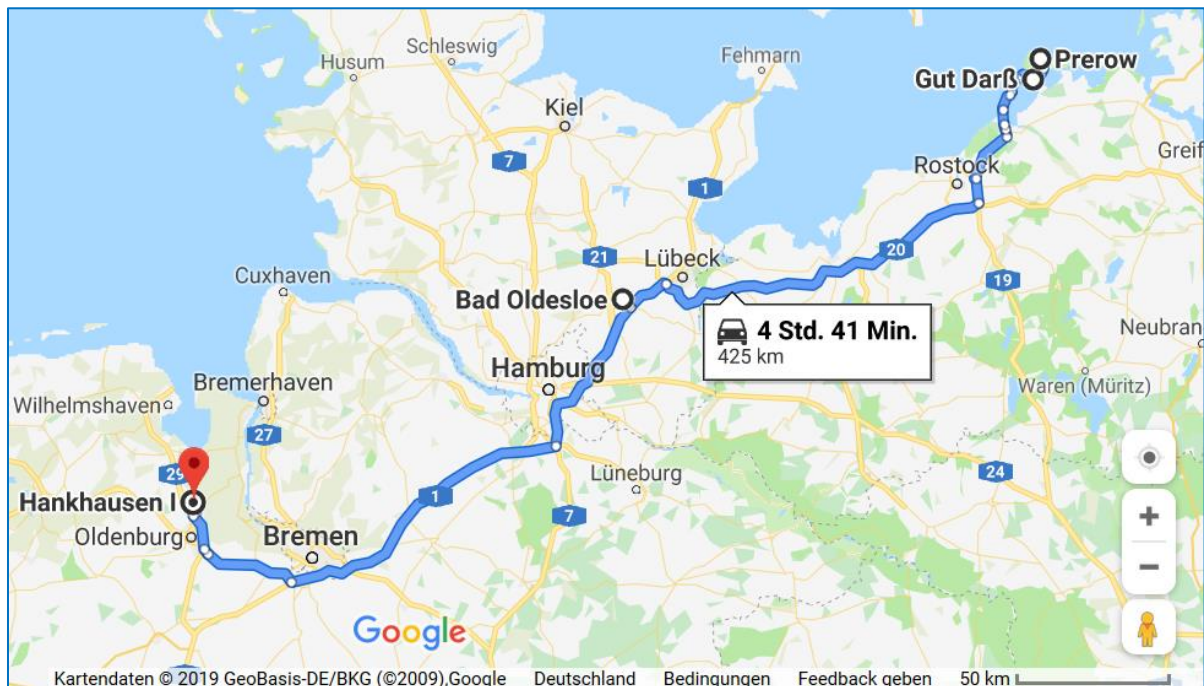 Husum
Schleswig
Fehmarn
Prerow
Gut Darß
Kiel
7
1
Rostock
Greif
21
Lübeck
20
Cuxhaven
Bad Oldesloe
19
4 Std. 41 Min.
425 km
Neubran
Hamburg
Bremerhaven
Waren (Müritz)
Wilhelmshaven
27
29
Lüneburg
24
Hankhausen I
1
7
Oldenburg
Bremen
Google
Kartendaten © 2019 GeoBasis-DE/BKG (©2009),Google Deutschland Bedingungen Feedback geben 50 km